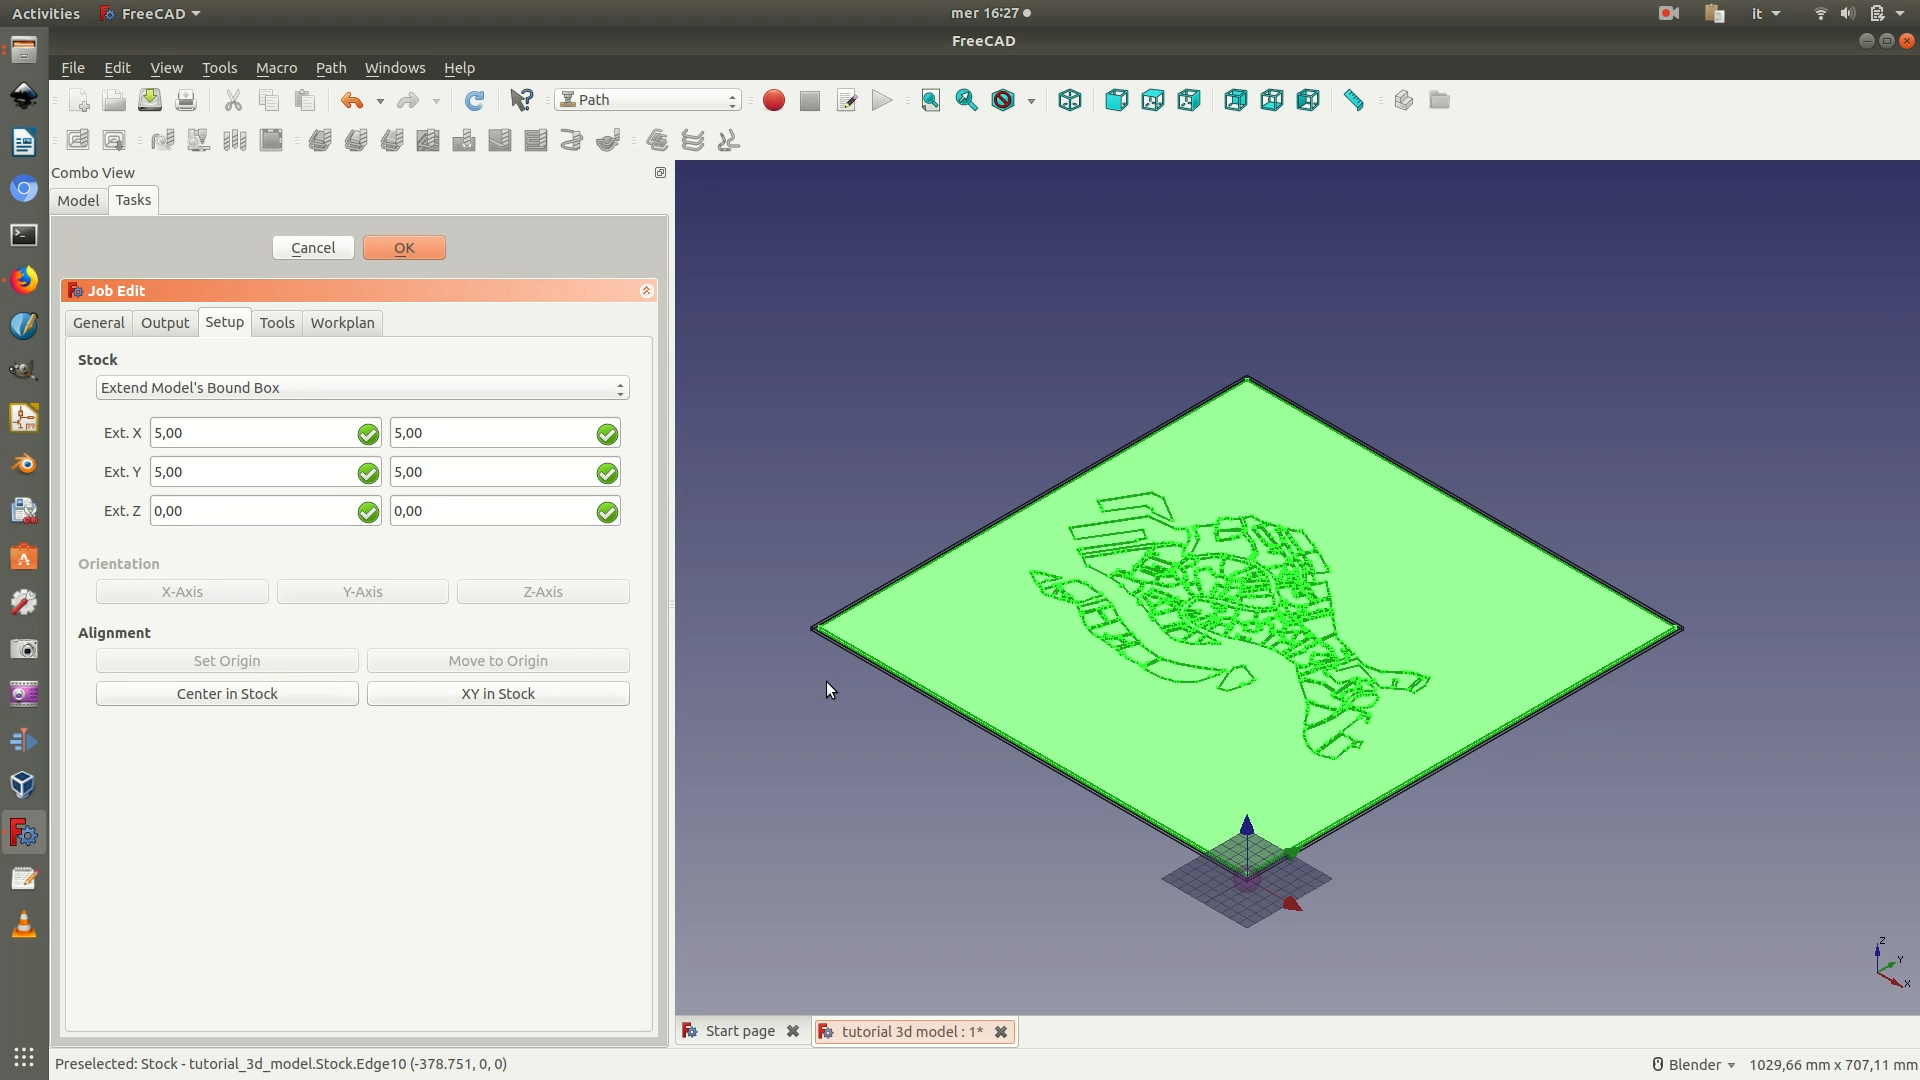 Activities FreeCAD mer 16:27 it
FreeCAD
File Edit View Tools Macro Path Windows Help
Path
Combo View
Model Tasks
Cancel OK
Job Edit
General Output Setup Tools Workplan
Stock
Extend Model's Bound Box
Ext. X 5,00 5,00
Ext. Y 5,00 5,00
Ext. Z 0,00 0,00
Orientation
X-Axis Y-Axis Z-Axis
Alignment
Set Origin Move to Origin
Center in Stock XY in Stock
Z
Y
X
Start page tutorial 3d model : 1*
Preselected: Stock - tutorial_3d_model.Stock.Edge10 (-378.751, 0, 0) Blender 1029,66 mm x 707,11 mm